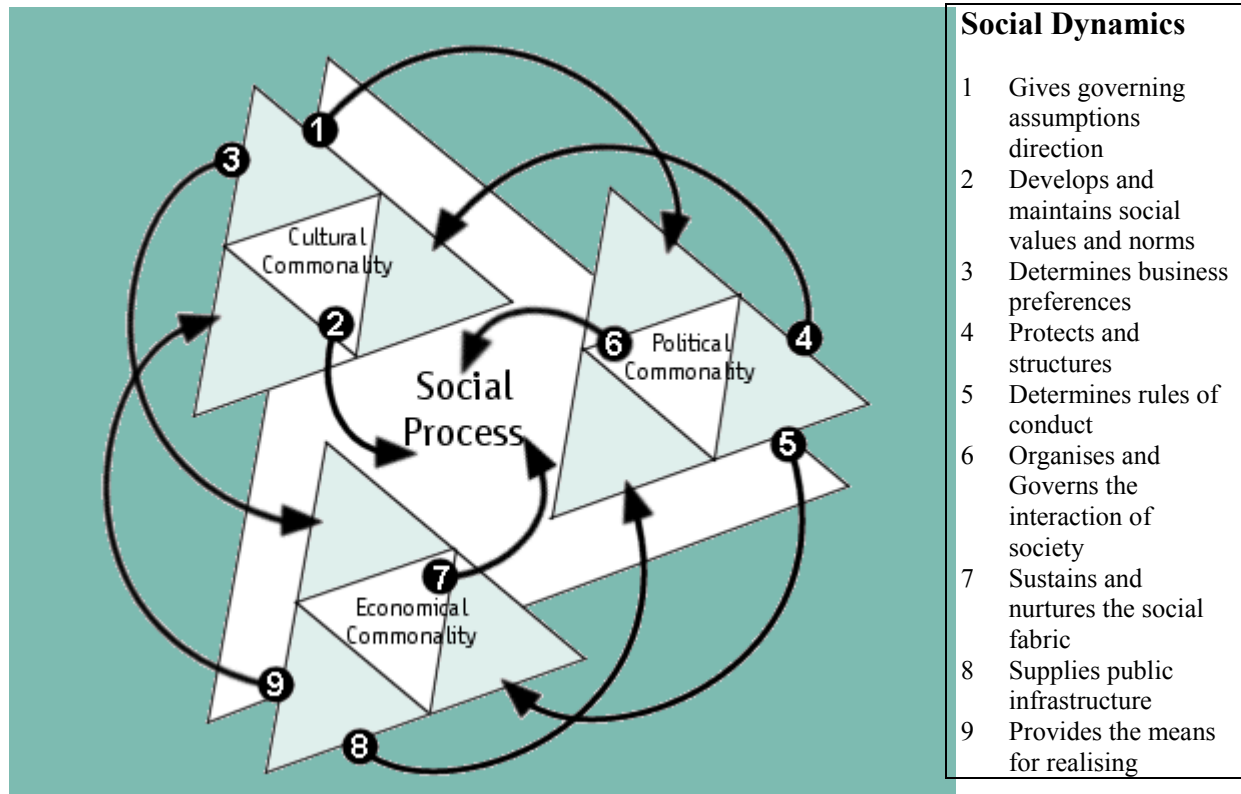 1
3
Cultural
Commonality
2
6
Political
Commonality
4
Social
Process
5
7
Economical
Commonality
9
8
Social Dynamics
1 Gives governing
assumptions
direction
2 Develops and
maintains social
values and norms
3 Determines business
preferences
4 Protects and
structures
5 Determines rules of
conduct
6 Organises and
Governs the
interaction of
society
7 Sustains and
nurtures the social
fabric
8 Supplies public
infrastructure
9 Provides the means
for realising